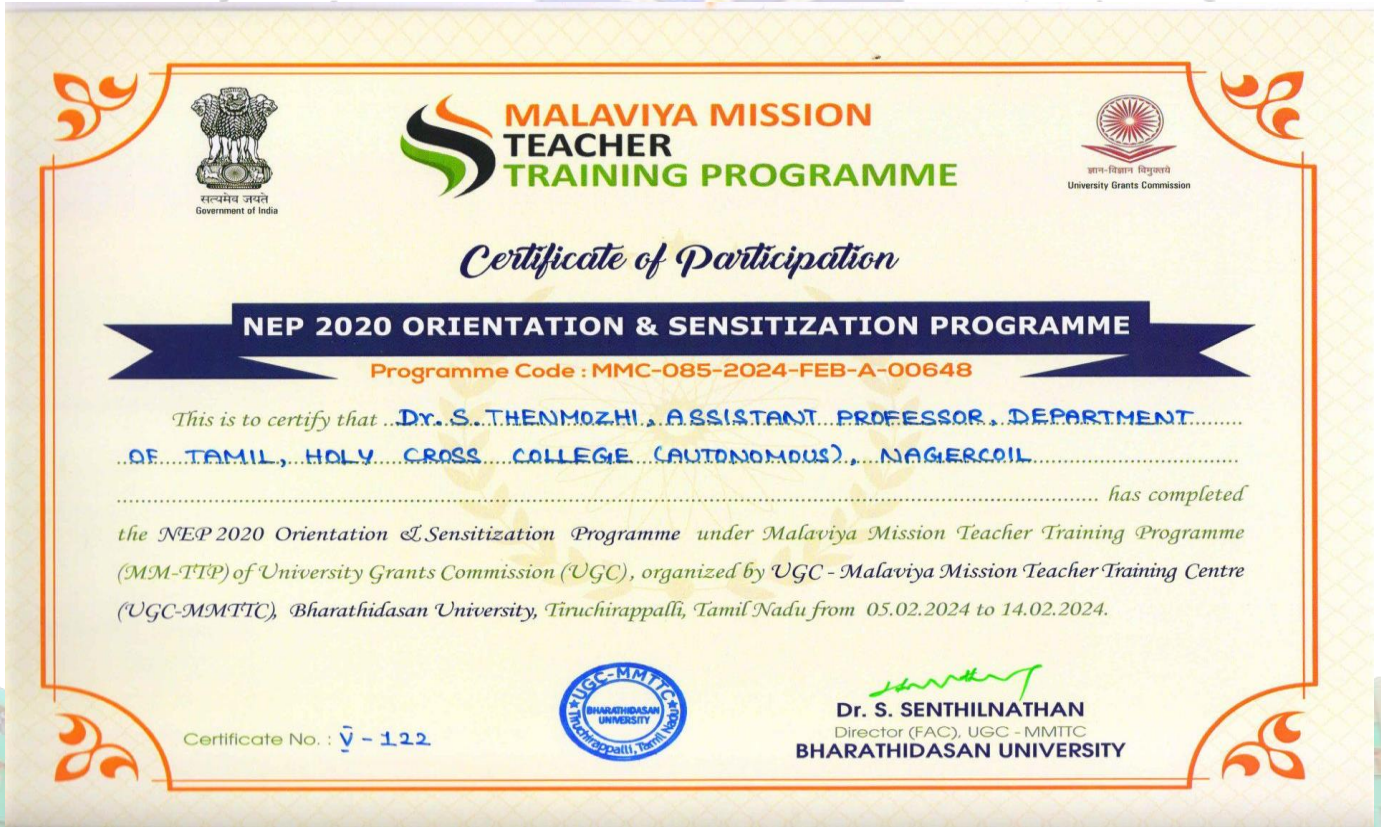 सत्यमेव जयते
Government of India
MALAVIYA MISSION
TEACHER
TRAINING PROGRAMME
ज्ञान-विज्ञान विमुक्तये
University Grants Commission
Certificate of Participation
NEP 2020 ORIENTATION & SENSITIZATION PROGRAMME
Programme Code : MMC-085-2024-FEB-A-00648
This is to certify that Dr. S. THENMOZHI, ASSISTANT PROFESSOR, DEPARTMENT
OF TAMIL, HOLY CROSS COLLEGE (AUTONOMOUS), NAGERCOIL
has completed
the NEP 2020 Orientation & Sensitization Programme under Malaviya Mission Teacher Training Programme
(MM-TTP) of University Grants Commission (UGC), organized by UGC - Malaviya Mission Teacher Training Centre
(UGC-MMTTC), Bharathidasan University, Tiruchirappalli, Tamil Nadu from 05.02.2024 to 14.02.2024.
UGC-MMTTC
BHARATHIDASAN
UNIVERSITY
Tiruchirappalli, Tamil Nadu
Dr. S. SENTHILNATHAN
Director (FAC), UGC - MMTTC
BHARATHIDASAN UNIVERSITY
Certificate No. : V - 122